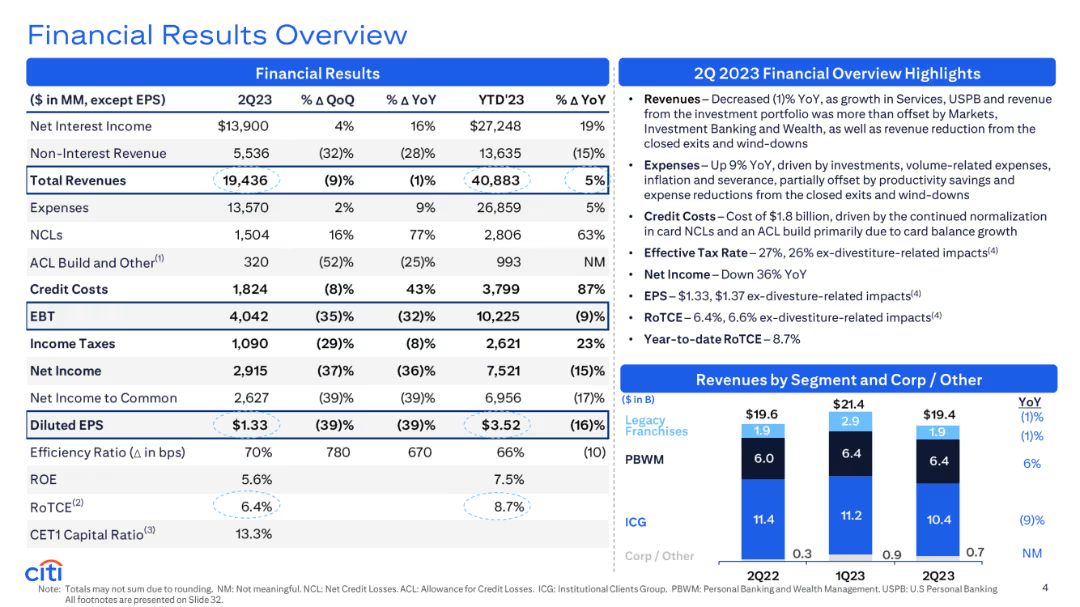 Financial Results Overview
Financial Results
($ in MM, except EPS) 2Q23 % Δ QoQ % Δ YoY YTD'23 % Δ YoY
Net Interest Income $13,900 4% 16% $27,248 19%
Non-Interest Revenue 5,536 (32)% (28)% 13,635 (15)%
Total Revenues 19,436 (9)% (1)% 40,883 5%
Expenses 13,570 2% 9% 26,859 5%
NCLs 1,504 16% 77% 2,806 63%
ACL Build and Other(1) 320 (52)% (25)% 993 NM
Credit Costs 1,824 (8)% 43% 3,799 87%
EBT 4,042 (35)% (32)% 10,225 (9)%
Income Taxes 1,090 (29)% (8)% 2,621 23%
Net Income 2,915 (37)% (36)% 7,521 (15)%
Net Income to Common 2,627 (39)% (39)% 6,956 (17)%
Diluted EPS $1.33 (39)% (39)% $3.52 (16)%
Efficiency Ratio (Δ in bps) 70% 780 670 66% (10)
ROE 5.6% 7.5%
RoTCE(2) 6.4% 8.7%
CET1 Capital Ratio(3) 13.3%
2Q 2023 Financial Overview Highlights
• Revenues – Decreased (1)% YoY, as growth in Services, USPB and revenue
from the investment portfolio was more than offset by Markets,
Investment Banking and Wealth, as well as revenue reduction from the
closed exits and wind-downs
• Expenses – Up 9% YoY, driven by investments, volume-related expenses,
inflation and severance, partially offset by productivity savings and
expense reductions from the closed exits and wind-downs
• Credit Costs – Cost of $1.8 billion, driven by the continued normalization
in card NCLs and an ACL build primarily due to card balance growth
• Effective Tax Rate – 27%, 26% ex-divestiture-related impacts(4)
• Net Income – Down 36% YoY
• EPS – $1.33, $1.37 ex-divesture-related impacts(4)
• RoTCE – 6.4%, 6.6% ex-divestiture-related impacts(4)
• Year-to-date RoTCE – 8.7%
Revenues by Segment and Corp / Other
($ in B) YoY
$19.6 $21.4 $19.4 (1)%
Legacy
Franchises 1.9 2.9 1.9 (1)%
PBWM 6.0 6.4 6.4 6%
ICG 11.4 11.2 10.4 (9)%
Corp / Other 0.3 0.9 0.7 NM
2Q22 1Q23 2Q23
citi
Note: Totals may not sum due to rounding. NM: Not meaningful. NCL: Net Credit Losses. ACL: Allowance for Credit Losses. ICG: Institutional Clients Group. PBWM: Personal Banking and Wealth Management. USPB: U.S Personal Banking
All footnotes are presented on Slide 32.
4